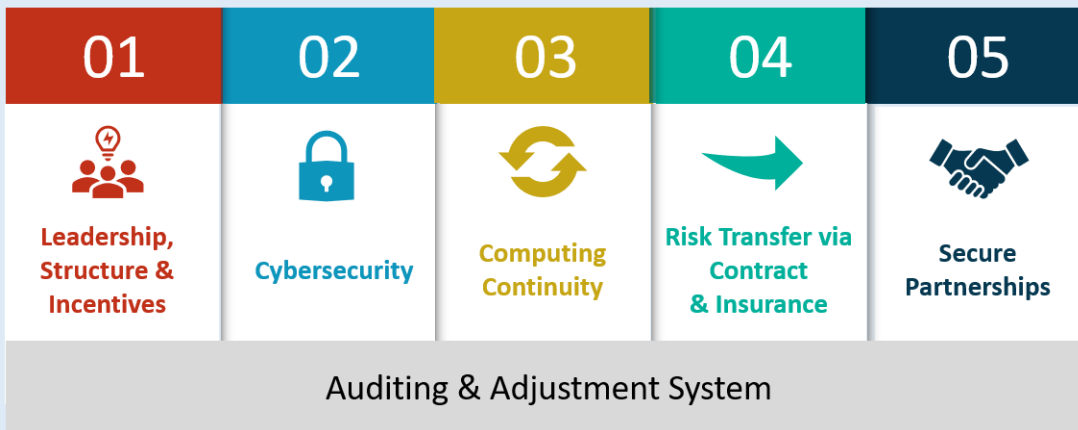 01
02
03
04
05
Leadership,
Structure &
Incentives
Cybersecurity
Computing
Continuity
Risk Transfer via
Contract
& Insurance
Secure
Partnerships
Auditing & Adjustment System